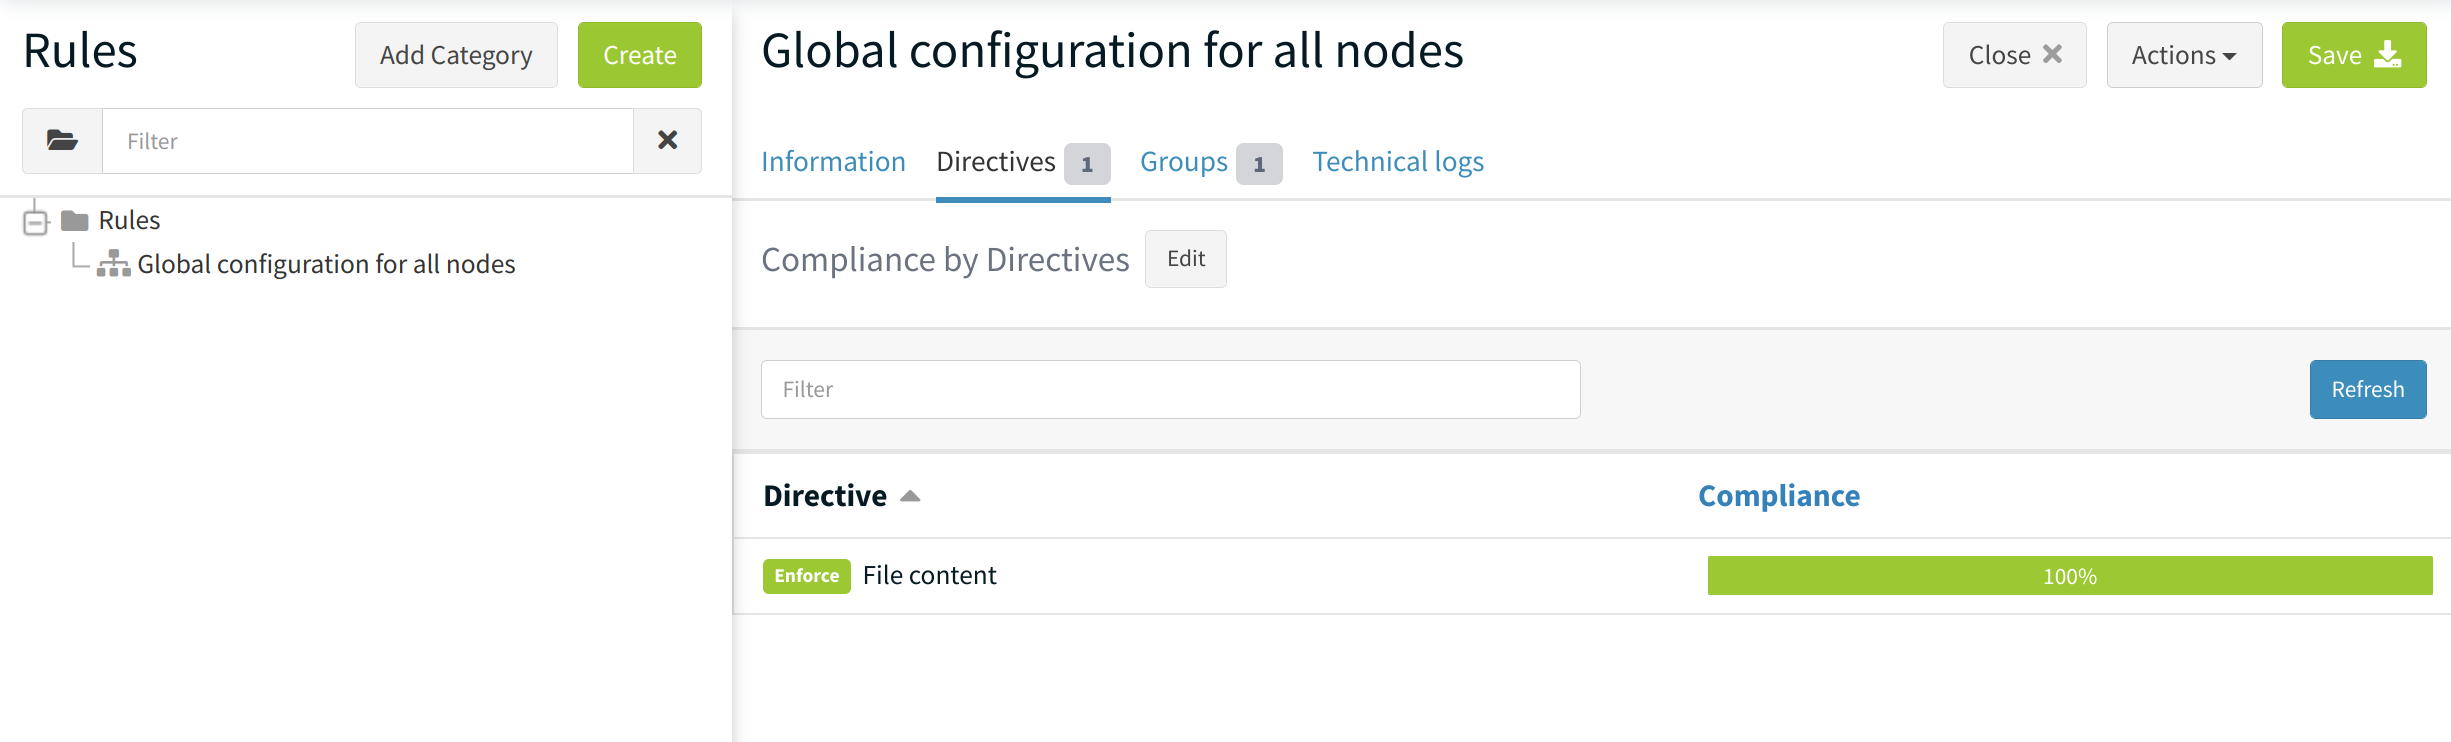 Rules
Add Category
Create
Filter
Rules
Global configuration for all nodes
Global configuration for all nodes
Close
Actions
Save
Information
Directives 1
Groups 1
Technical logs
Compliance by Directives
Edit
Filter
Refresh
Directive
Compliance
Enforce File content
100%